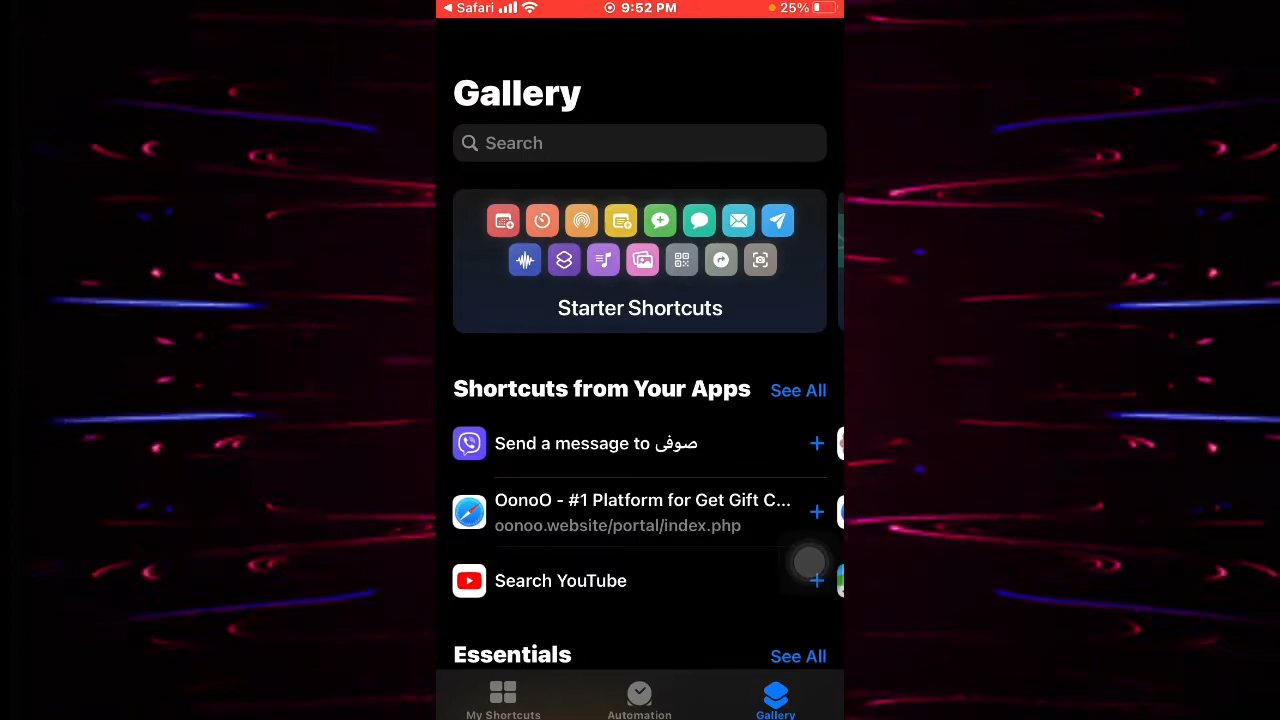 Safari 9:52 PM 25%
Gallery
Search
Starter Shortcuts
Shortcuts from Your Apps See All
Send a message to صوفى
OonoO - #1 Platform for Get Gift C...
oonoo.website/portal/index.php
Search YouTube
Essentials See All
My Shortcuts Automation Gallery